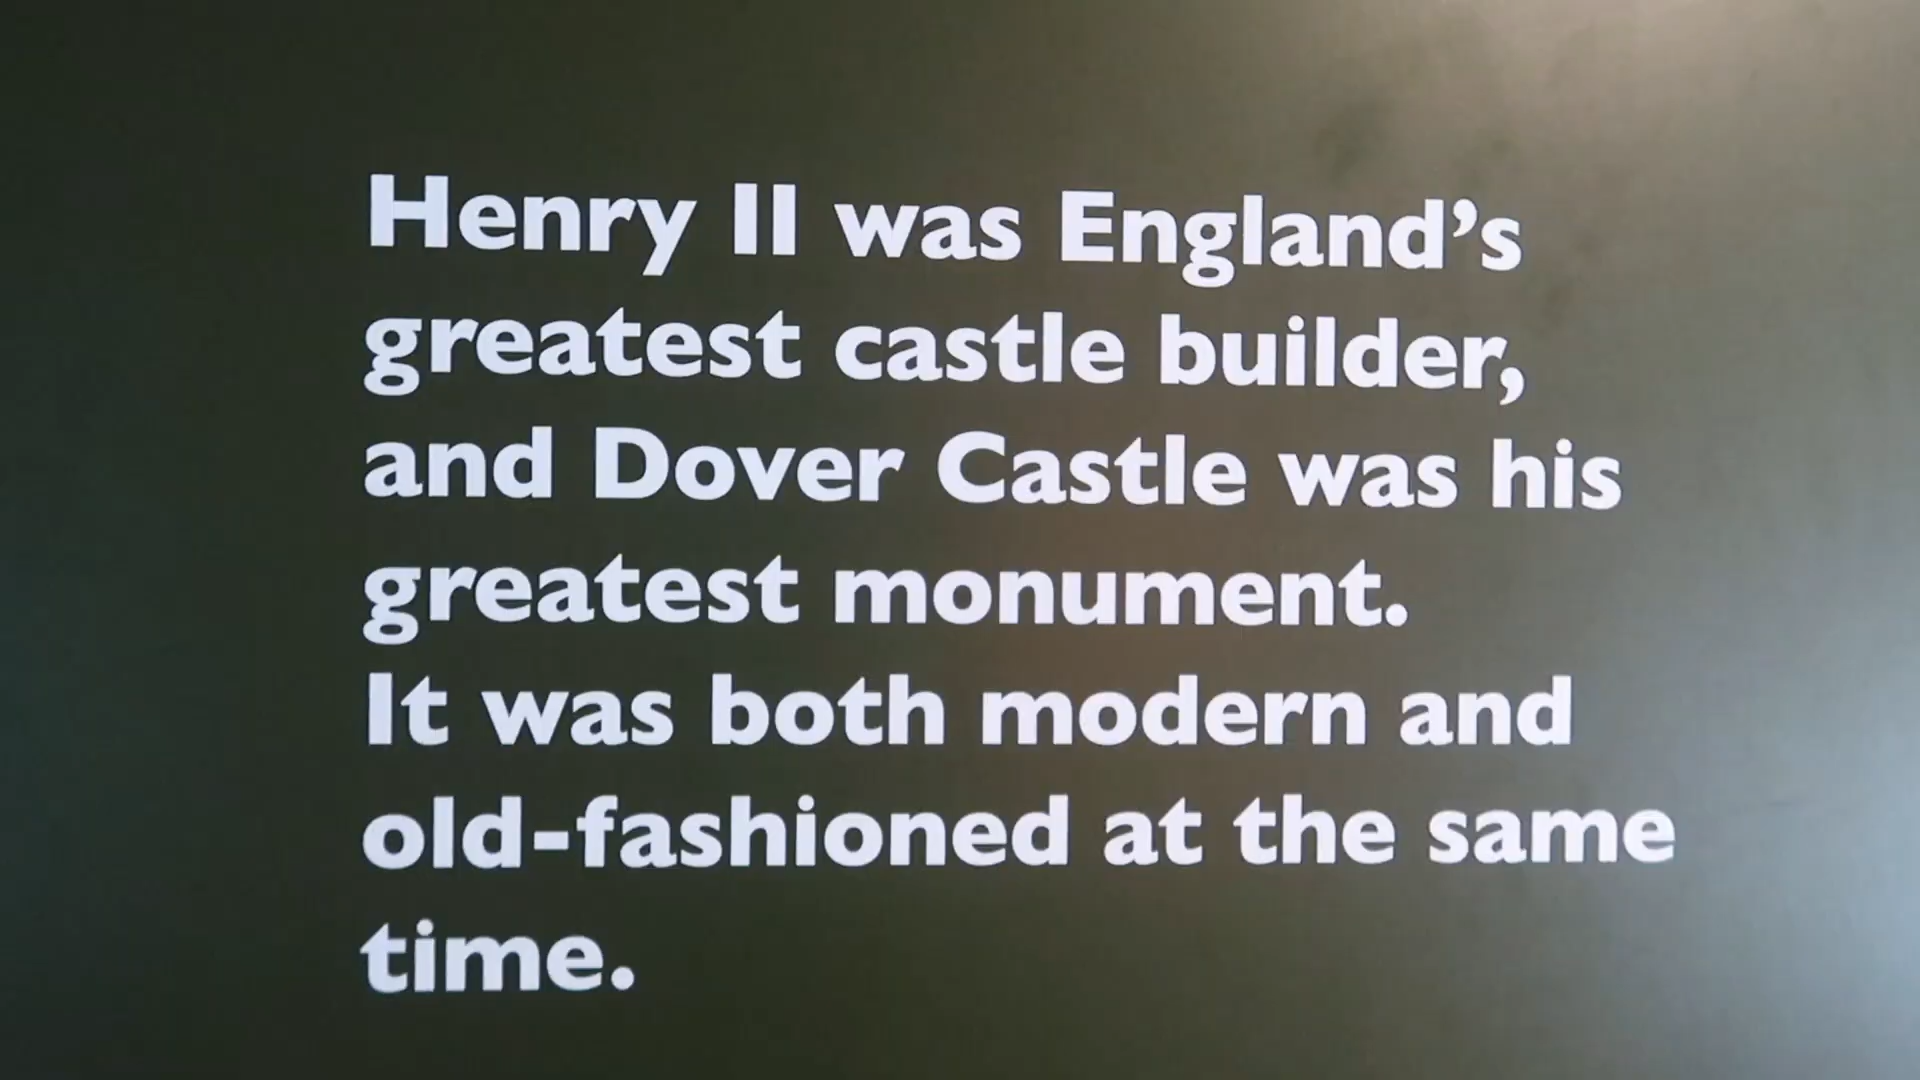 Henry II was England’s
greatest castle builder,
and Dover Castle was his
greatest monument.
It was both modern and
old-fashioned at the same
time.